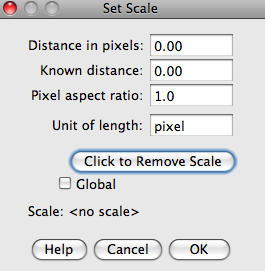 Set Scale
Distance in pixels: 0.00
Known distance: 0.00
Pixel aspect ratio: 1.0
Unit of length: pixel
Click to Remove Scale
Global
Scale: <no scale>
Help Cancel OK